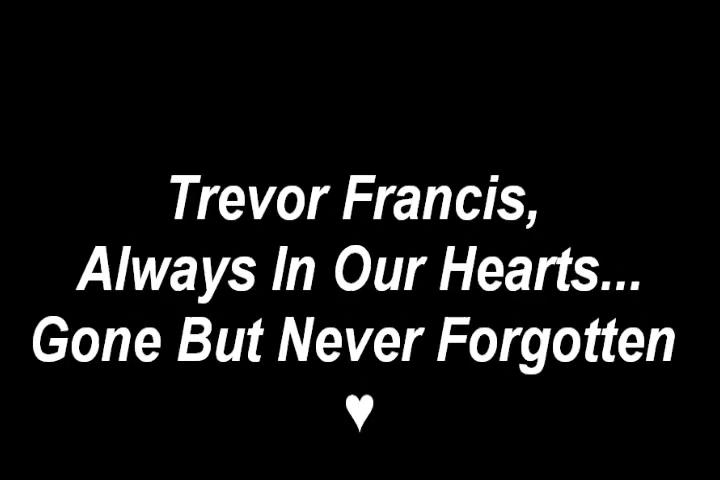 Trevor Francis,
Always In Our Hearts...
Gone But Never Forgotten
♥